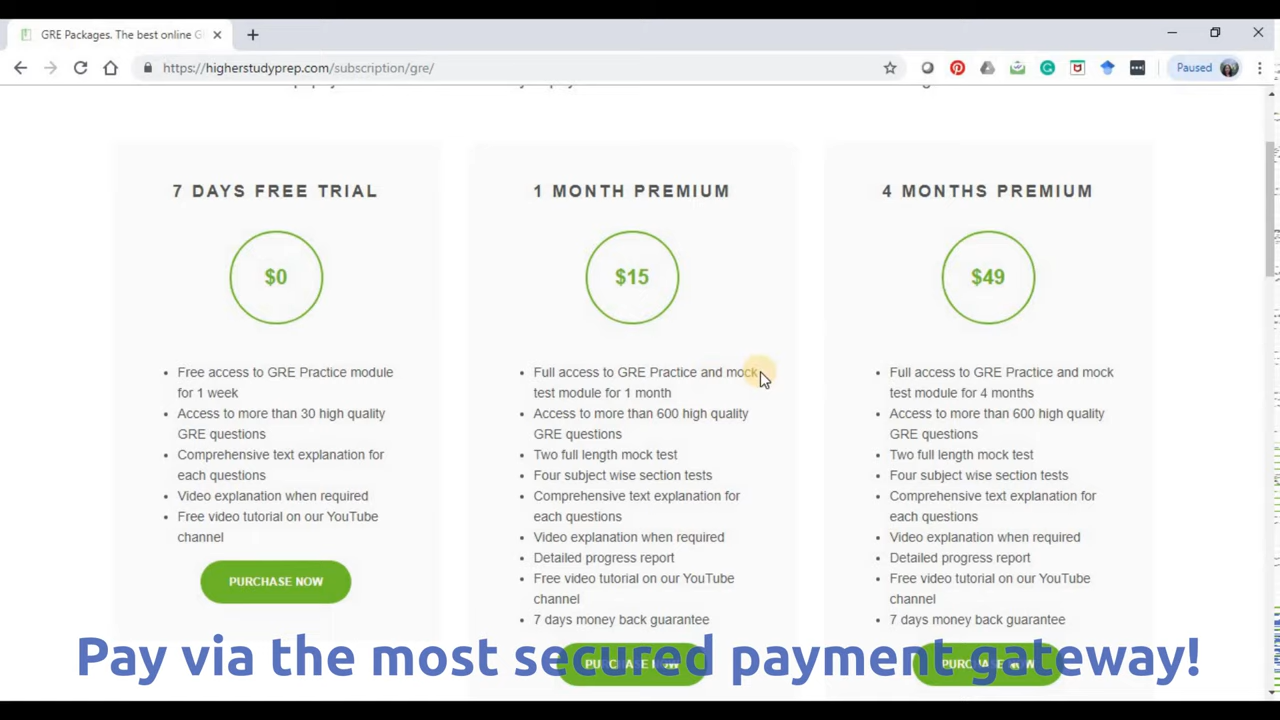 GRE Packages. The best online G
https://higherstudyprep.com/subscription/gre/
Paused
7 DAYS FREE TRIAL
$0
Free access to GRE Practice module
for 1 week
Access to more than 30 high quality
GRE questions
Comprehensive text explanation for
each questions
Video explanation when required
Free video tutorial on our YouTube
channel
PURCHASE NOW
1 MONTH PREMIUM
$15
Full access to GRE Practice and mock
test module for 1 month
Access to more than 600 high quality
GRE questions
Two full length mock test
Four subject wise section tests
Comprehensive text explanation for
each questions
Video explanation when required
Detailed progress report
Free video tutorial on our YouTube
channel
7 days money back guarantee
PURCHASE NOW
4 MONTHS PREMIUM
$49
Full access to GRE Practice and mock
test module for 4 months
Access to more than 600 high quality
GRE questions
Two full length mock test
Four subject wise section tests
Comprehensive text explanation for
each questions
Video explanation when required
Detailed progress report
Free video tutorial on our YouTube
channel
7 days money back guarantee
PURCHASE NOW
Pay via the most secured payment gateway!